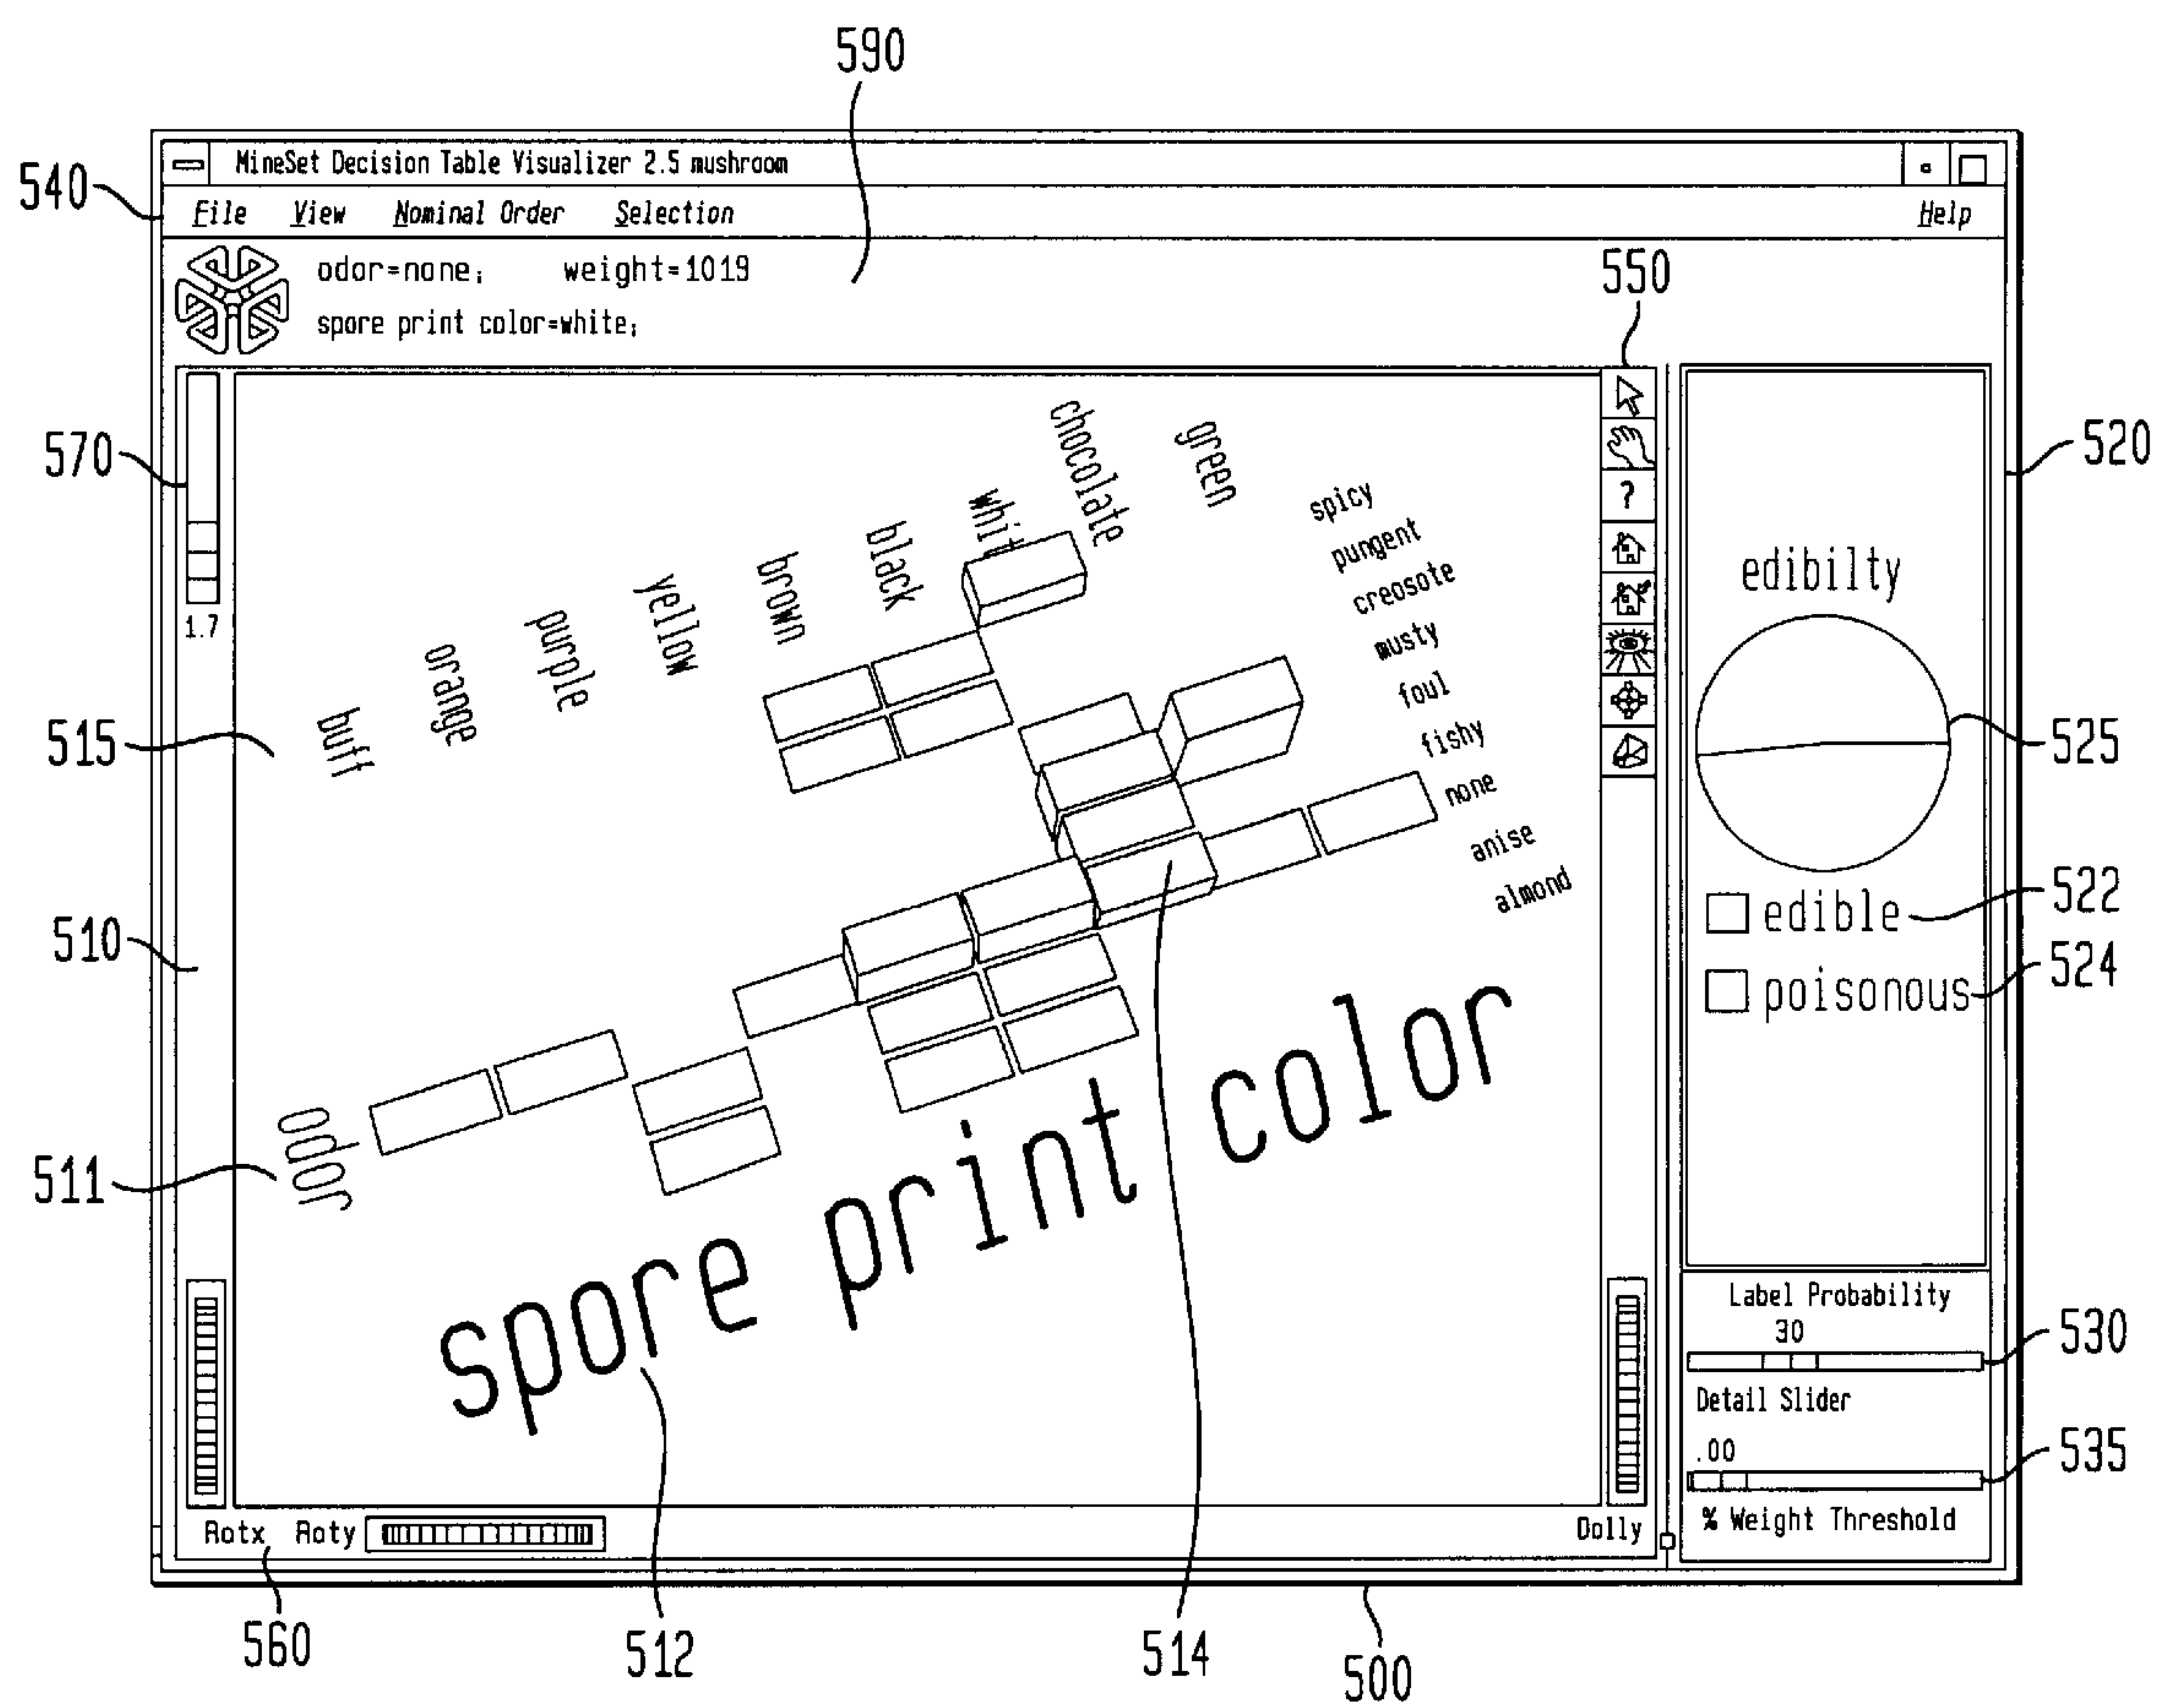 590
MineSet Decision Table Visualizer 2.5 mushroom
540
File View Nominal Order Selection Help
odor=none; weight=1019
spore print color=white;
550
570
1.7
520
chocolate
green
whit
black
brown
yellow
purple
orange
buff
spicy
pungent
creosote
musty
foul
fishy
none
anise
almond
515
510
511
odor
spore print color
edibilty
525
edible
522
poisonous
524
Label Probability
30
530
Detail Slider
.00
535
% Weight Threshold
Rotx Roty
Dolly
560
512
514
500
?